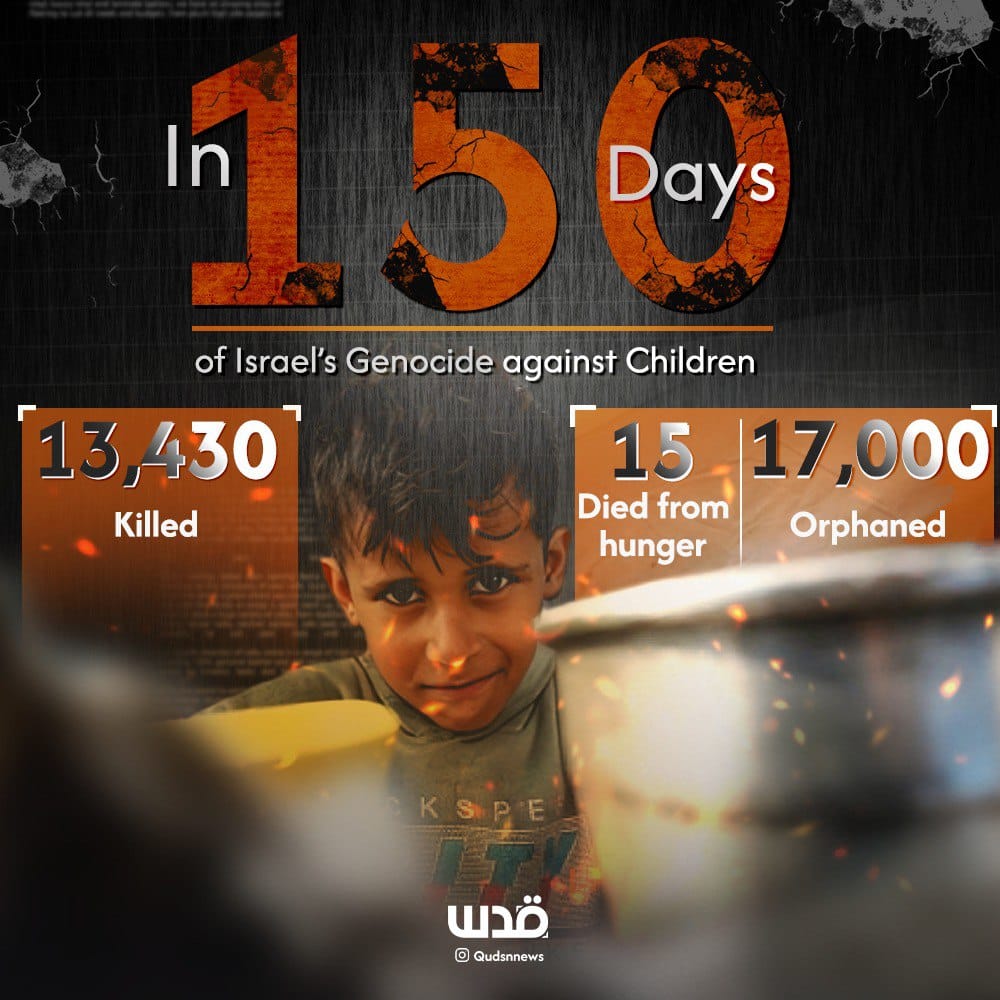 In 150 Days
of Israel's Genocide against Children
13,430
Killed
15
Died from
hunger
17,000
Orphaned
CKSPE
قدس
Qudsnnews